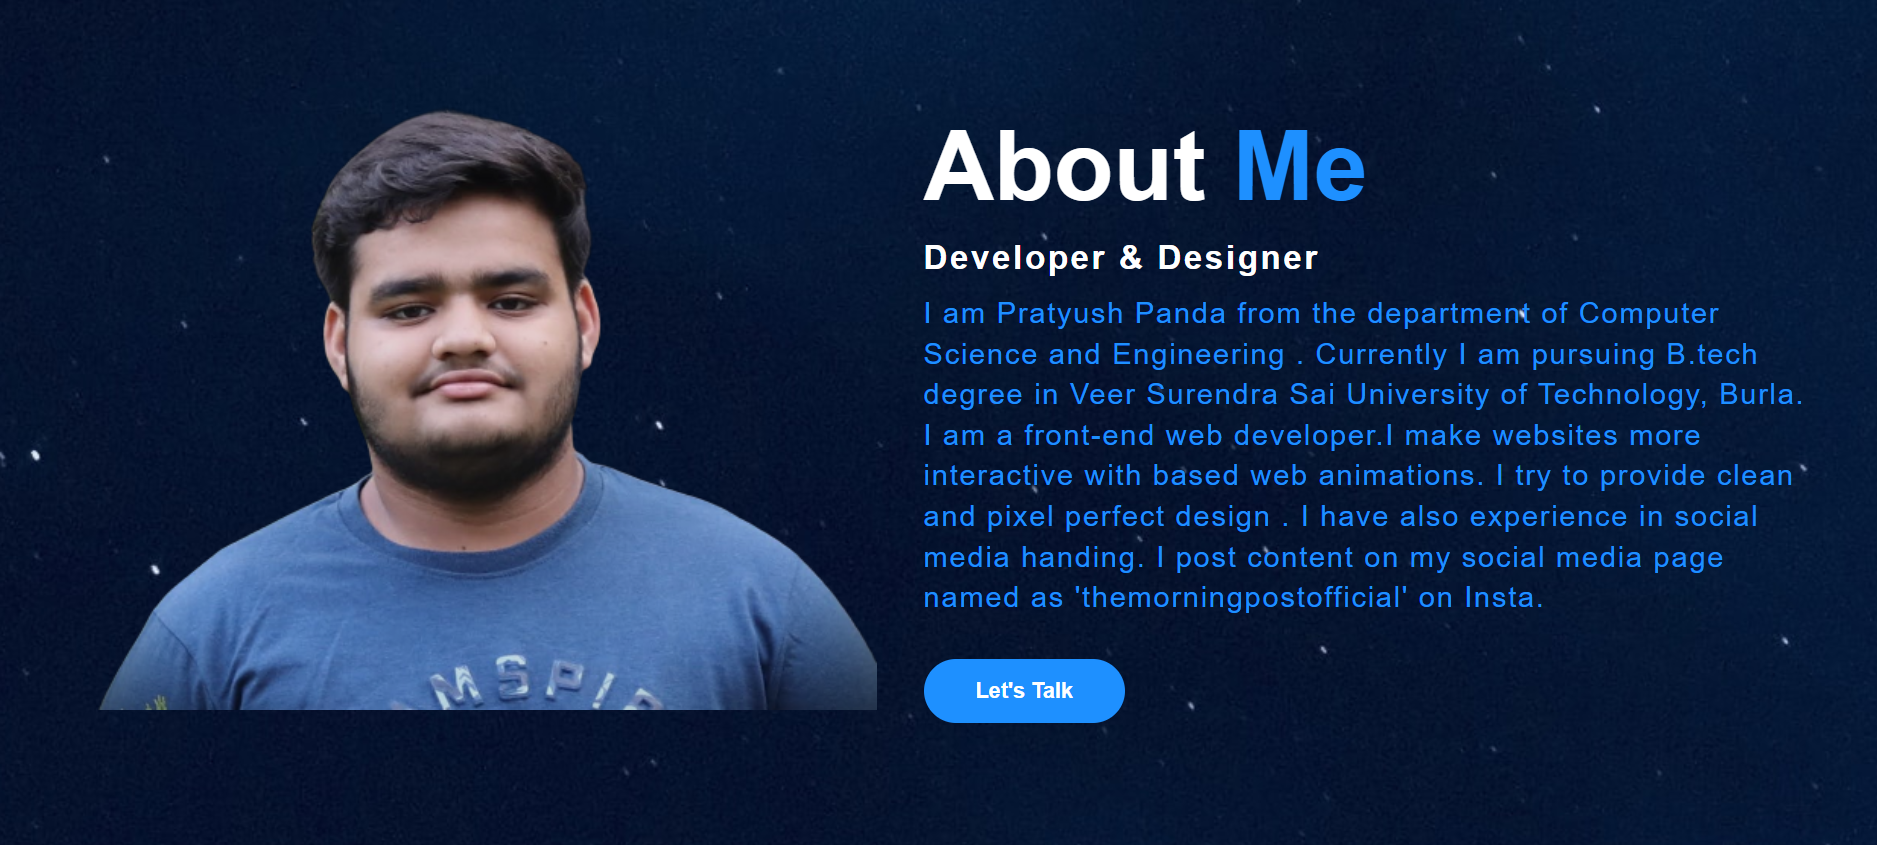 About Me
Developer & Designer
I am Pratyush Panda from the department of Computer
Science and Engineering . Currently I am pursuing B.tech
degree in Veer Surendra Sai University of Technology, Burla.
I am a front-end web developer.I make websites more
interactive with based web animations. I try to provide clean
and pixel perfect design . I have also experience in social
media handing. I post content on my social media page
named as 'themorningpostofficial' on Insta.
Let's Talk